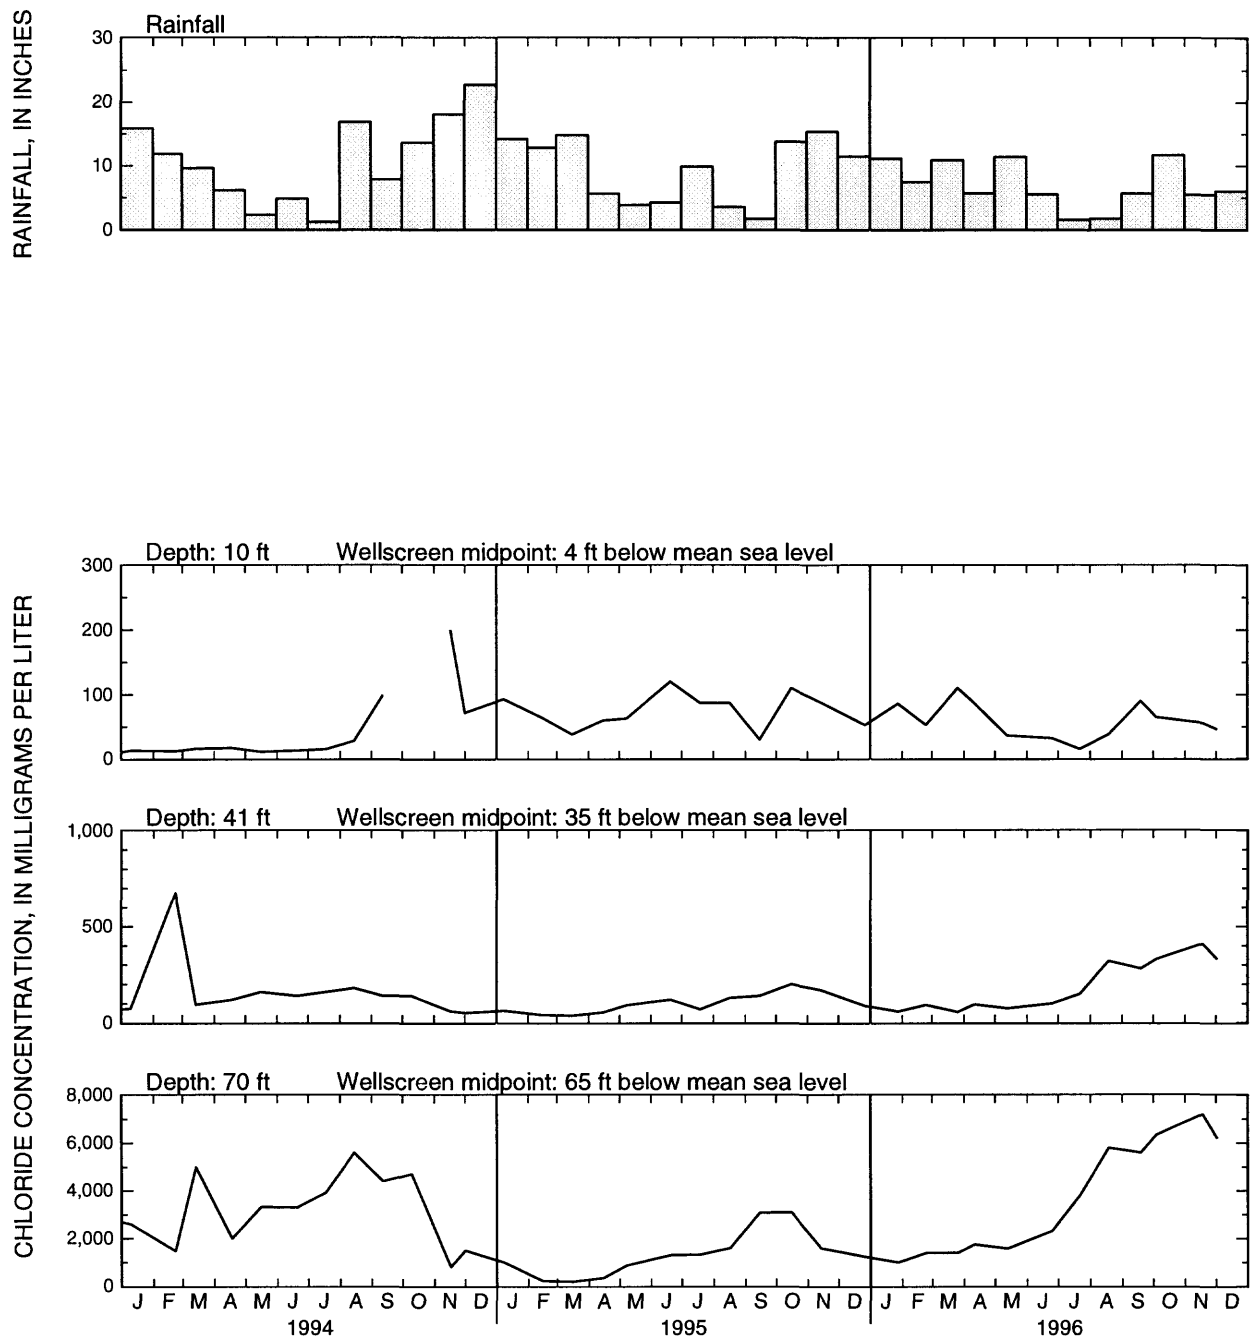 Rainfall
RAINFALL, IN INCHES
30
20
10
0
Depth: 10 ft Wellscreen midpoint: 4 ft below mean sea level
CHLORIDE CONCENTRATION, IN MILLIGRAMS PER LITER
300
200
100
0
Depth: 41 ft Wellscreen midpoint: 35 ft below mean sea level
1,000
500
0
Depth: 70 ft Wellscreen midpoint: 65 ft below mean sea level
8,000
6,000
4,000
2,000
0
J F M A M J J A S O N D J F M A M J J A S O N D J F M A M J J A S O N D
1994 1995 1996